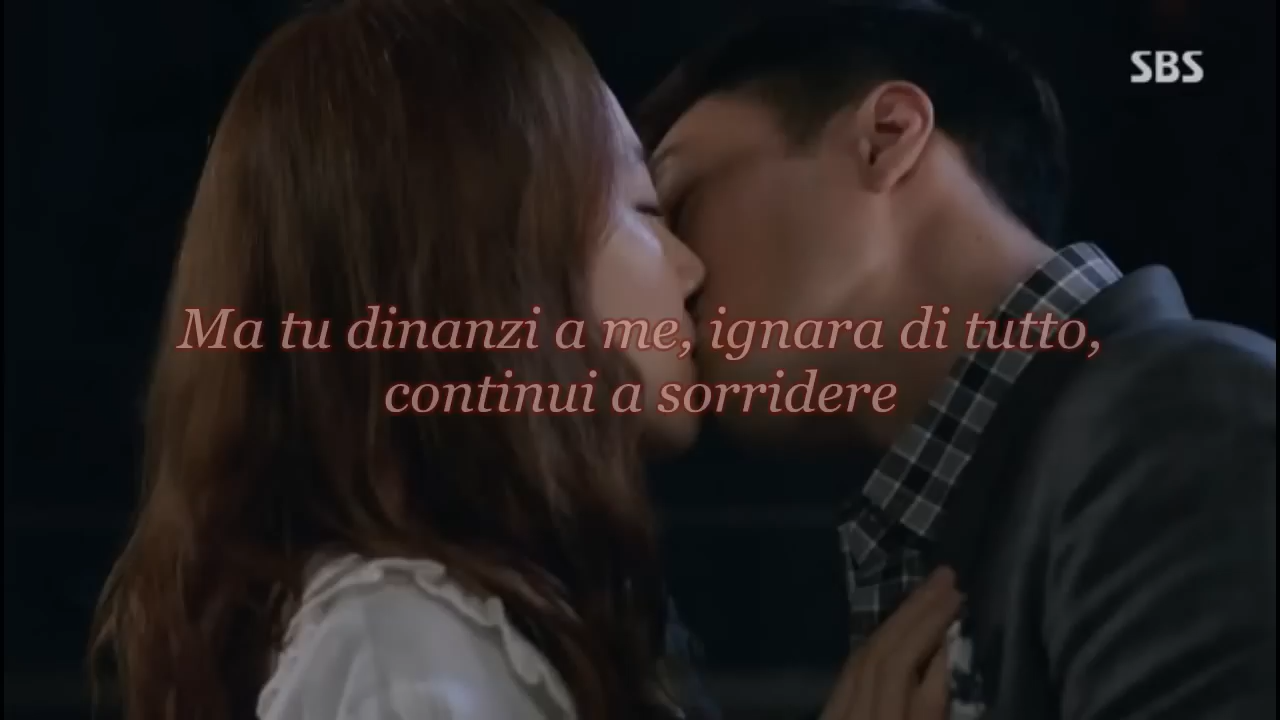 SBS
Ma tu dinanzi a me, ignara di tutto,
continui a sorridere